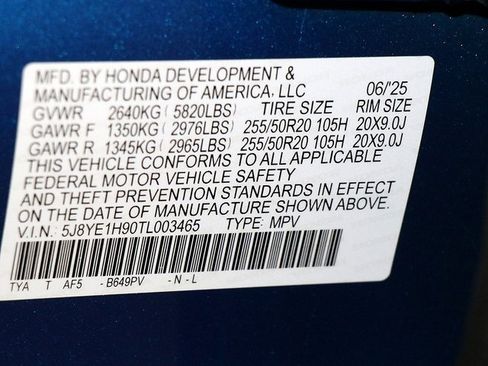 MFD. BY HONDA DEVELOPMENT &
MANUFACTURING OF AMERICA, LLC 06/'25
GVWR 2640KG (5820LBS) TIRE SIZE RIM SIZE
GAWR F 1350KG (2976LBS) 255/50R20 105H 20X9.0J
GAWR R 1345KG (2965LBS) 255/50R20 105H 20X9.0J
THIS VEHICLE CONFORMS TO ALL APPLICABLE
FEDERAL MOTOR VEHICLE SAFETY
AND THEFT PREVENTION STANDARDS IN EFFECT
ON THE DATE OF MANUFACTURE SHOWN ABOVE.
V.I.N.: 5J8YE1H90TL003465 TYPE: MPV
TYA T AF5 - B649PV - N - L